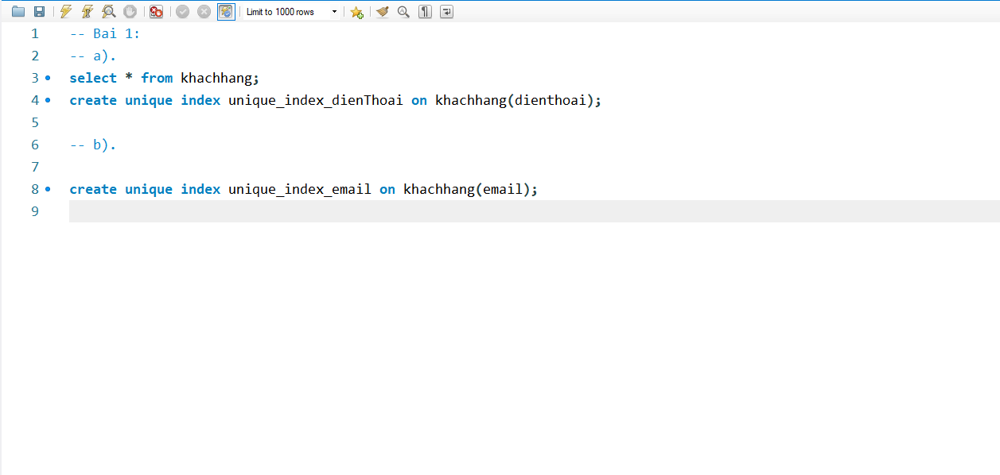 Limit to 1000 rows
1 -- Bai 1:
2 -- a).
3 select * from khachhang;
4 create unique index unique_index_dienThoai on khachhang(dienthoai);
5
6 -- b).
7
8 create unique index unique_index_email on khachhang(email);
9